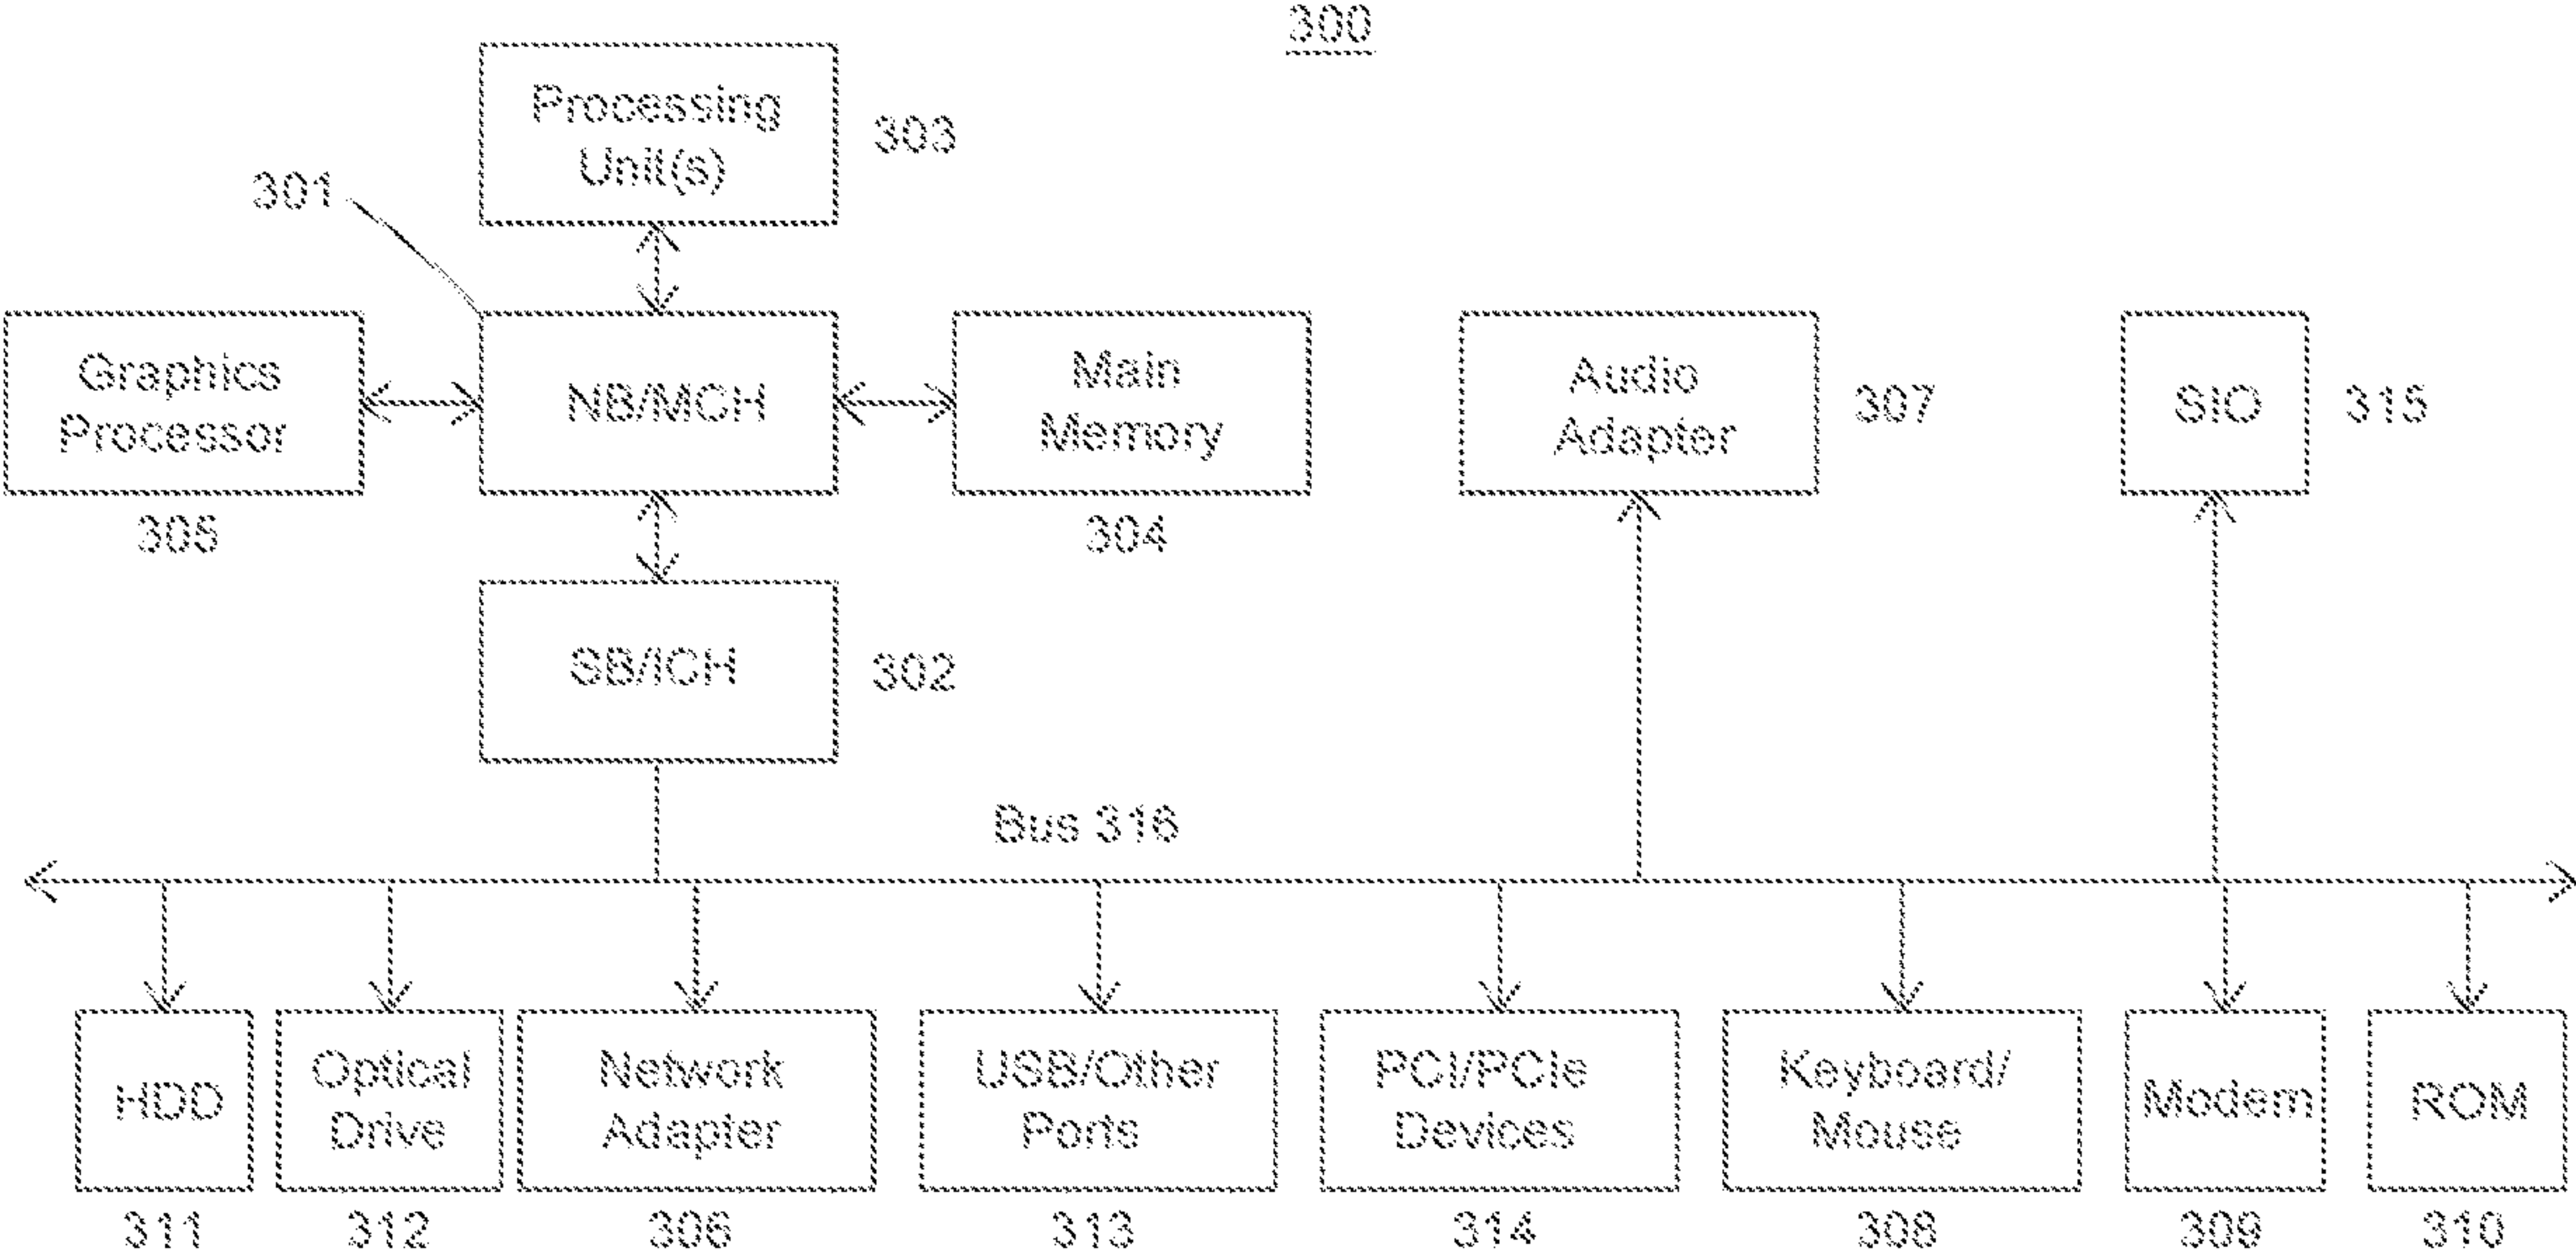 300
Processing
Unit(s)
303
301
Graphics
Processor
305
NB/MCH
Main
Memory
304
Audio
Adapter
307
SIO
315
SB/ICH
302
Bus 316
HDD
311
Optical
Drive
312
Network
Adapter
306
USB/Other
Ports
313
PCI/PCIe
Devices
314
Keyboard/
Mouse
308
Modem
309
ROM
310